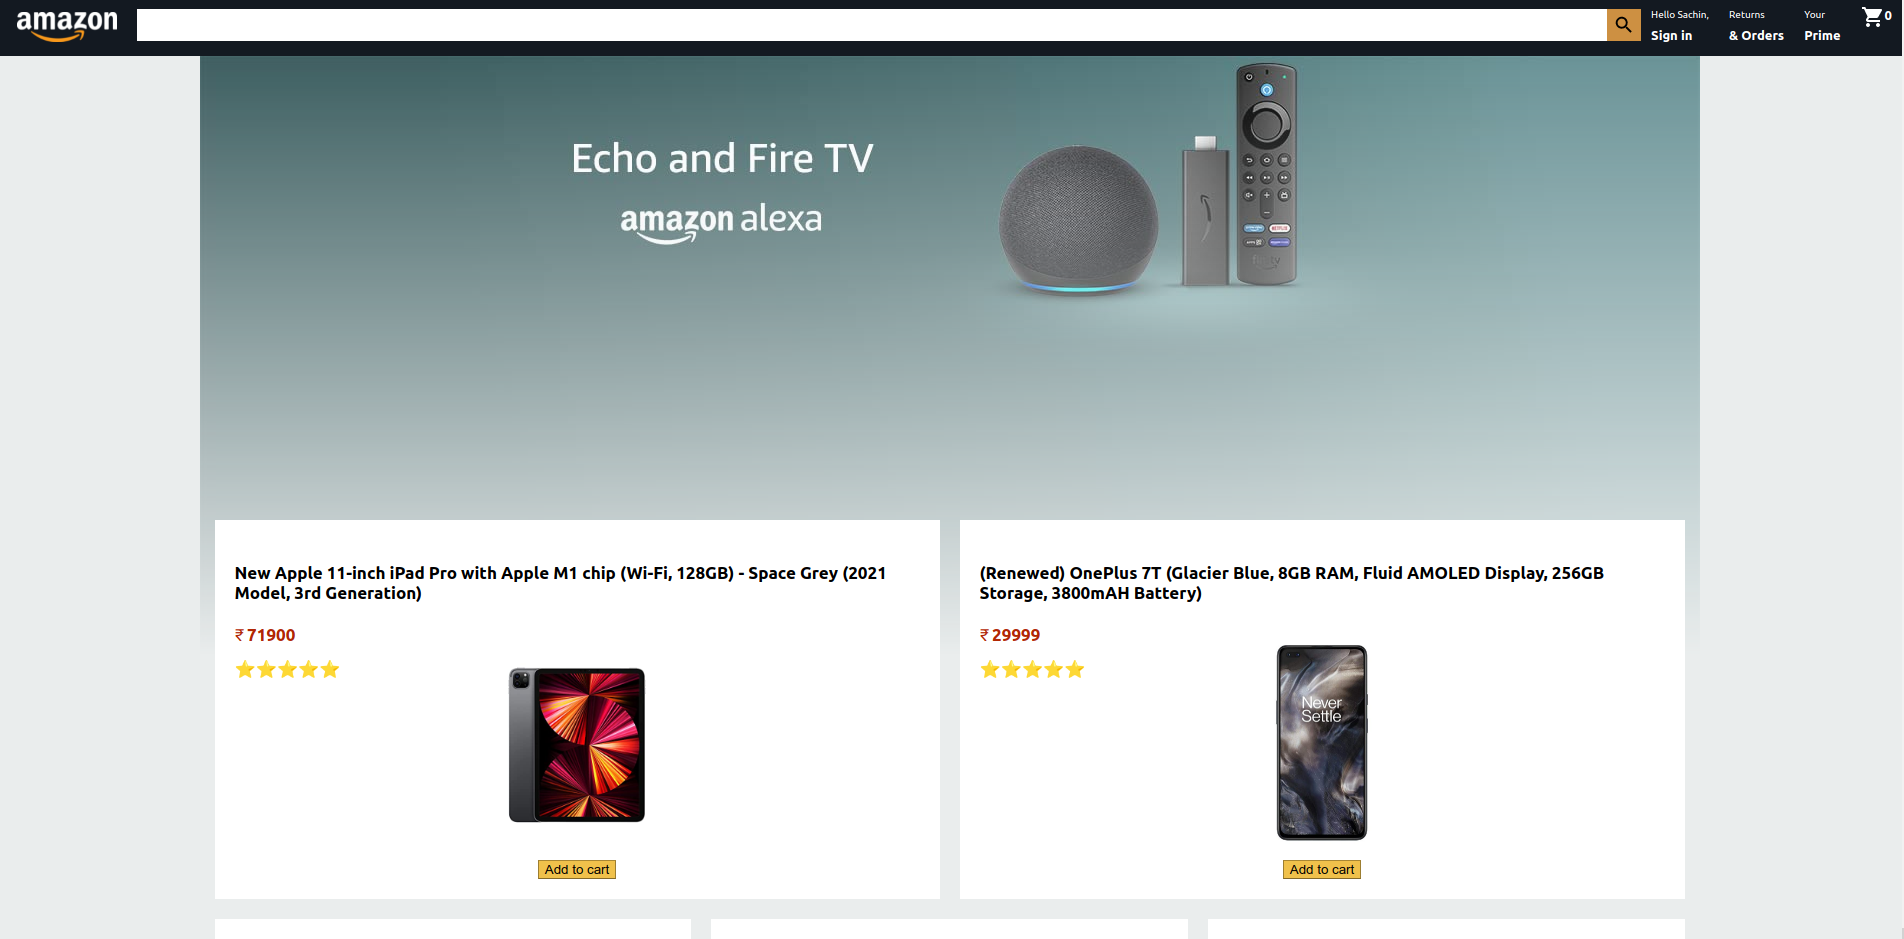 amazon
Hello Sachin,
Sign in
Returns
& Orders
Your
Prime
0
Echo and Fire TV
amazon alexa
NETFLIX
fire tv
New Apple 11-inch iPad Pro with Apple M1 chip (Wi-Fi, 128GB) - Space Grey (2021
Model, 3rd Generation)
₹ 71900
Add to cart
(Renewed) OnePlus 7T (Glacier Blue, 8GB RAM, Fluid AMOLED Display, 256GB
Storage, 3800mAH Battery)
₹ 29999
Never
Settle
Add to cart